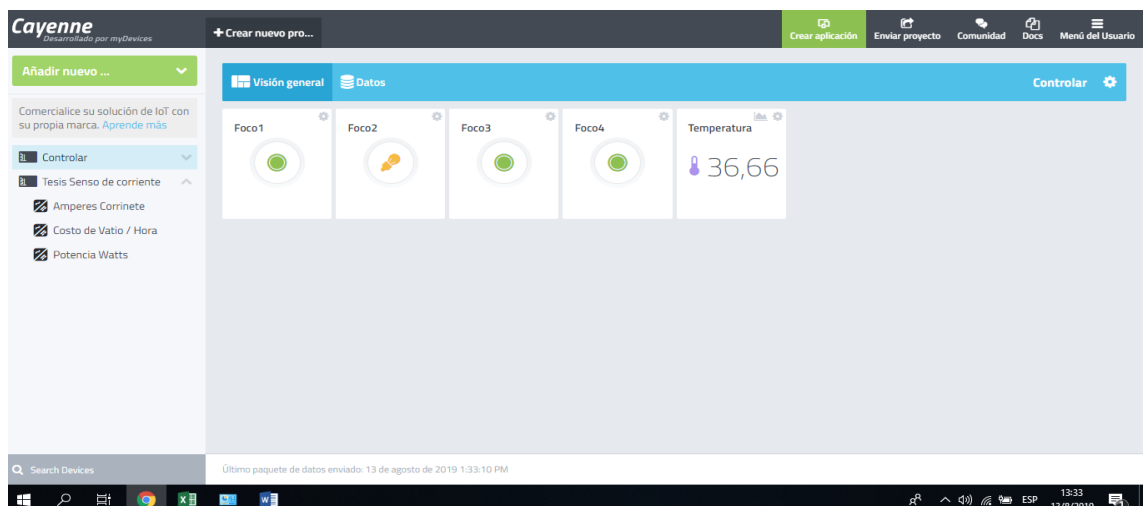 Cayenne
Desarrollado por myDevices
+ Crear nuevo pro...
Crear aplicación
Enviar proyecto
Comunidad
Docs
Menú del Usuario
Añadir nuevo ...
Visión general
Datos
Controlar
Comercialice su solución de IoT con
su propia marca. Aprende más
Controlar
Tesis Senso de corriente
Amperes Corrinete
Costo de Vatio / Hora
Potencia Watts
Foco1
Foco2
Foco3
Foco4
Temperatura
36,66
Search Devices
Último paquete de datos enviado: 13 de agosto de 2019 1:33:10 PM
ESP
13:33
13/8/2019